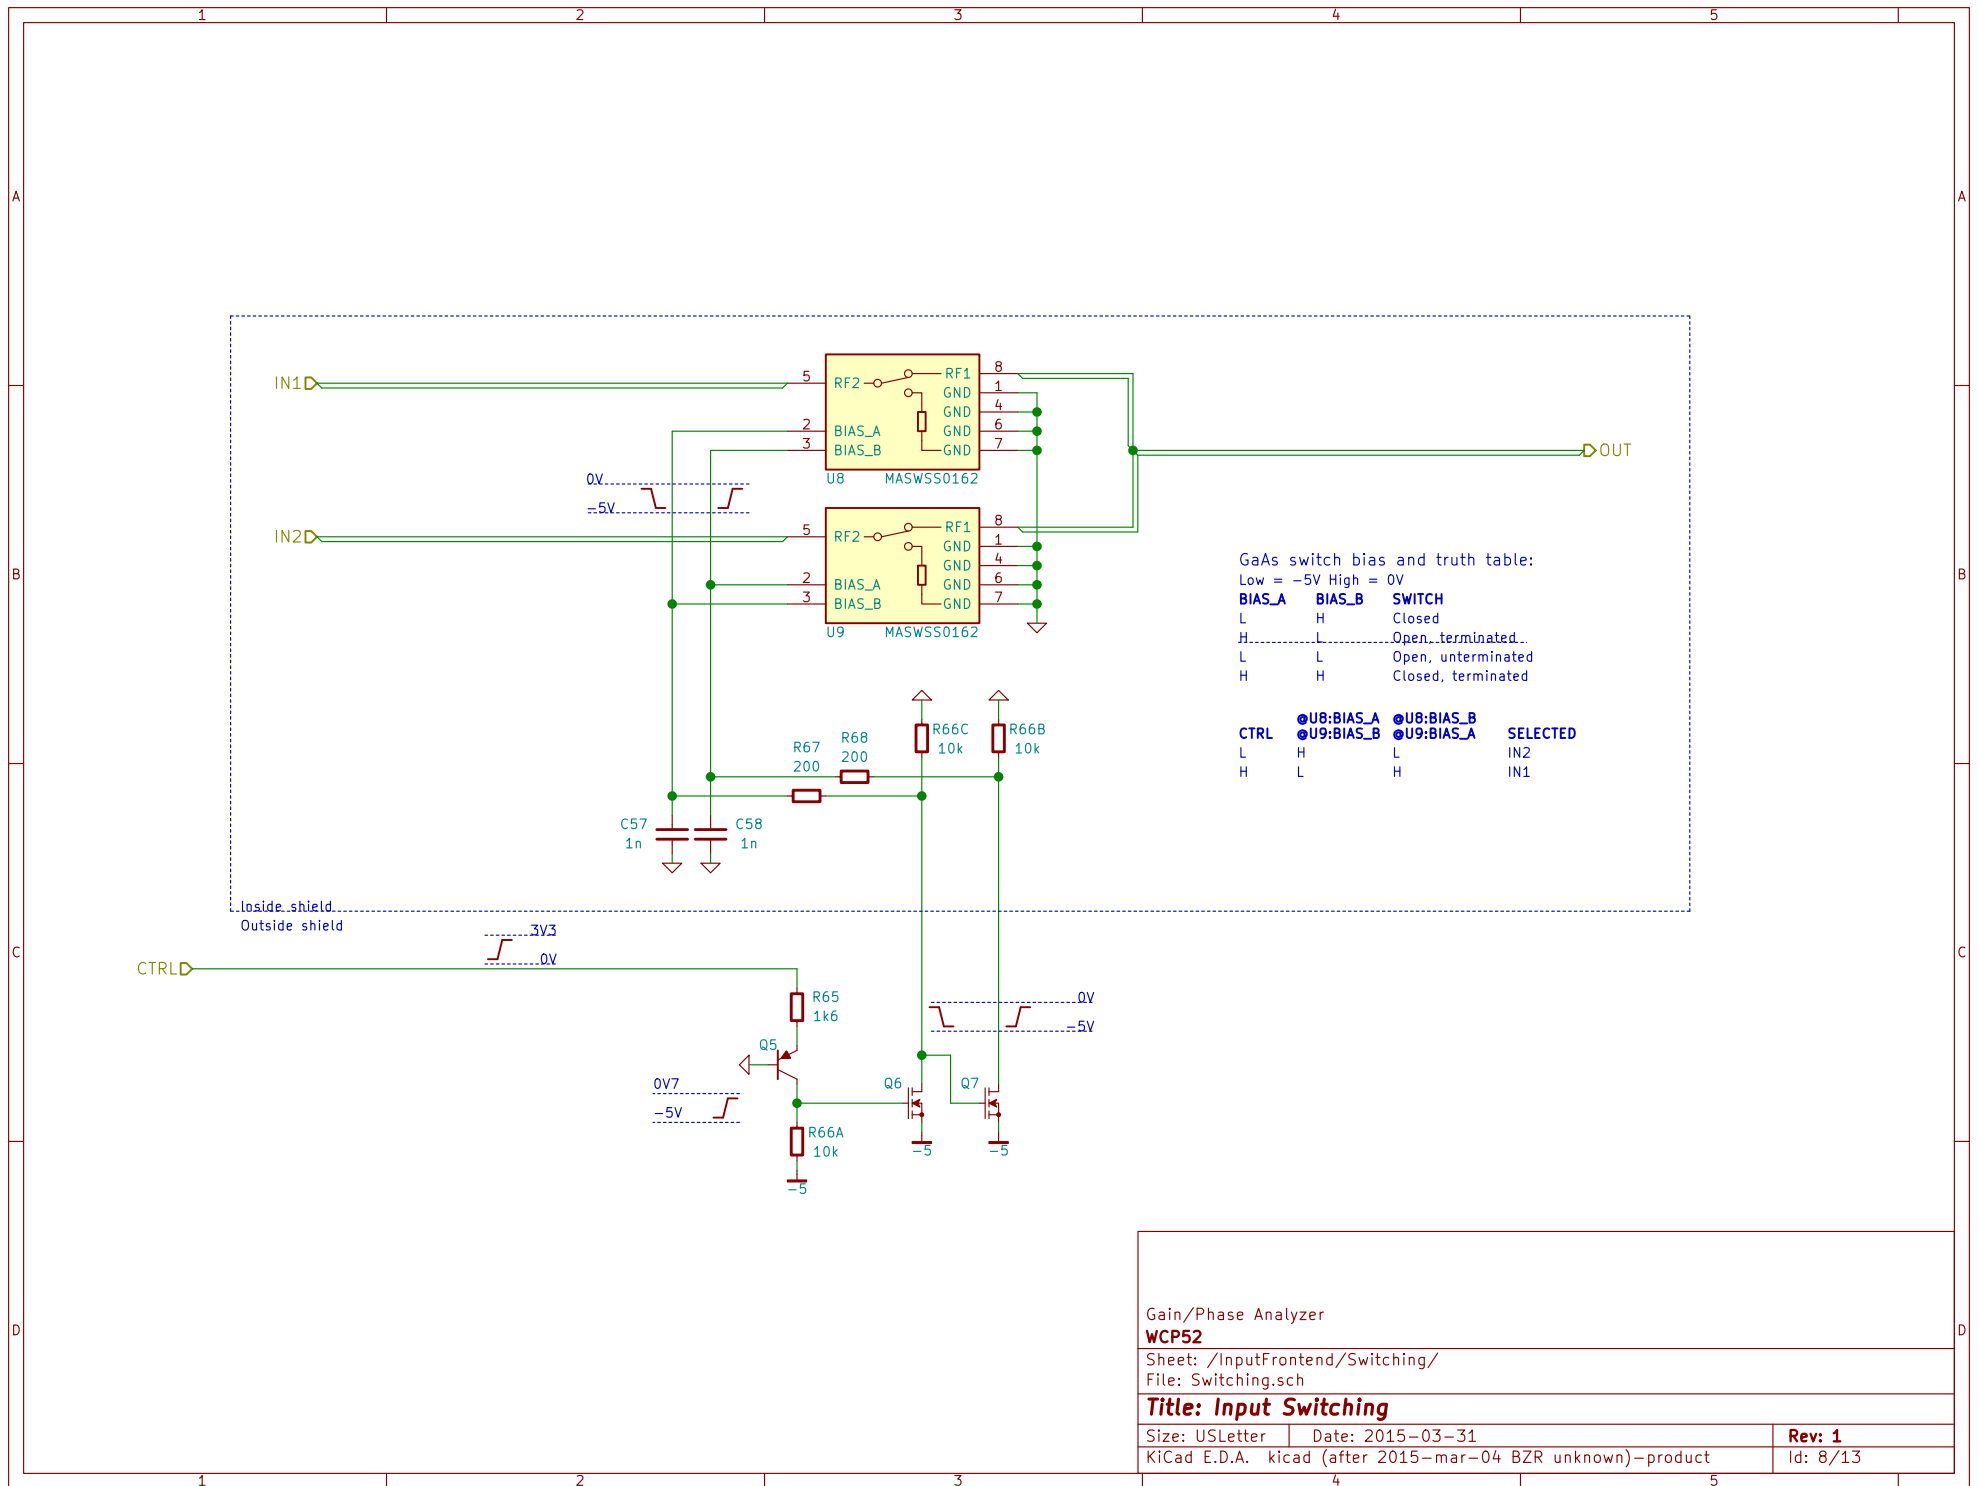 1 2 3 4 5
A A
B B
C C
D D
IN1
5 RF2 RF1 8
GND 1
GND 4
2 BIAS_A GND 6
3 BIAS_B GND 7
U8 MASWSS0162
OUT
0V
-5V
IN2
5 RF2 RF1 8
GND 1
GND 4
2 BIAS_A GND 6
3 BIAS_B GND 7
U9 MASWSS0162
GaAs switch bias and truth table:
Low = -5V High = 0V
BIAS_A BIAS_B SWITCH
L H Closed
H L Open, terminated
L L Open, unterminated
H H Closed, terminated
@U8:BIAS_A @U8:BIAS_B
CTRL @U9:BIAS_B @U9:BIAS_A SELECTED
L H L IN2
H L H IN1
R66C
10k
R66B
10k
R68
200
R67
200
C57
1n
C58
1n
Inside shield
Outside shield
3V3
0V
CTRL
R65
1k6
0V
-5V
Q5
0V7
-5V
Q6
Q7
R66A
10k
-5
-5
-5
Gain/Phase Analyzer
WCP52
Sheet: /InputFrontend/Switching/
File: Switching.sch
Title: Input Switching
Size: USLetter Date: 2015-03-31 Rev: 1
KiCad E.D.A. kicad (after 2015-mar-04 BZR unknown)-product Id: 8/13
1 2 3 4 5